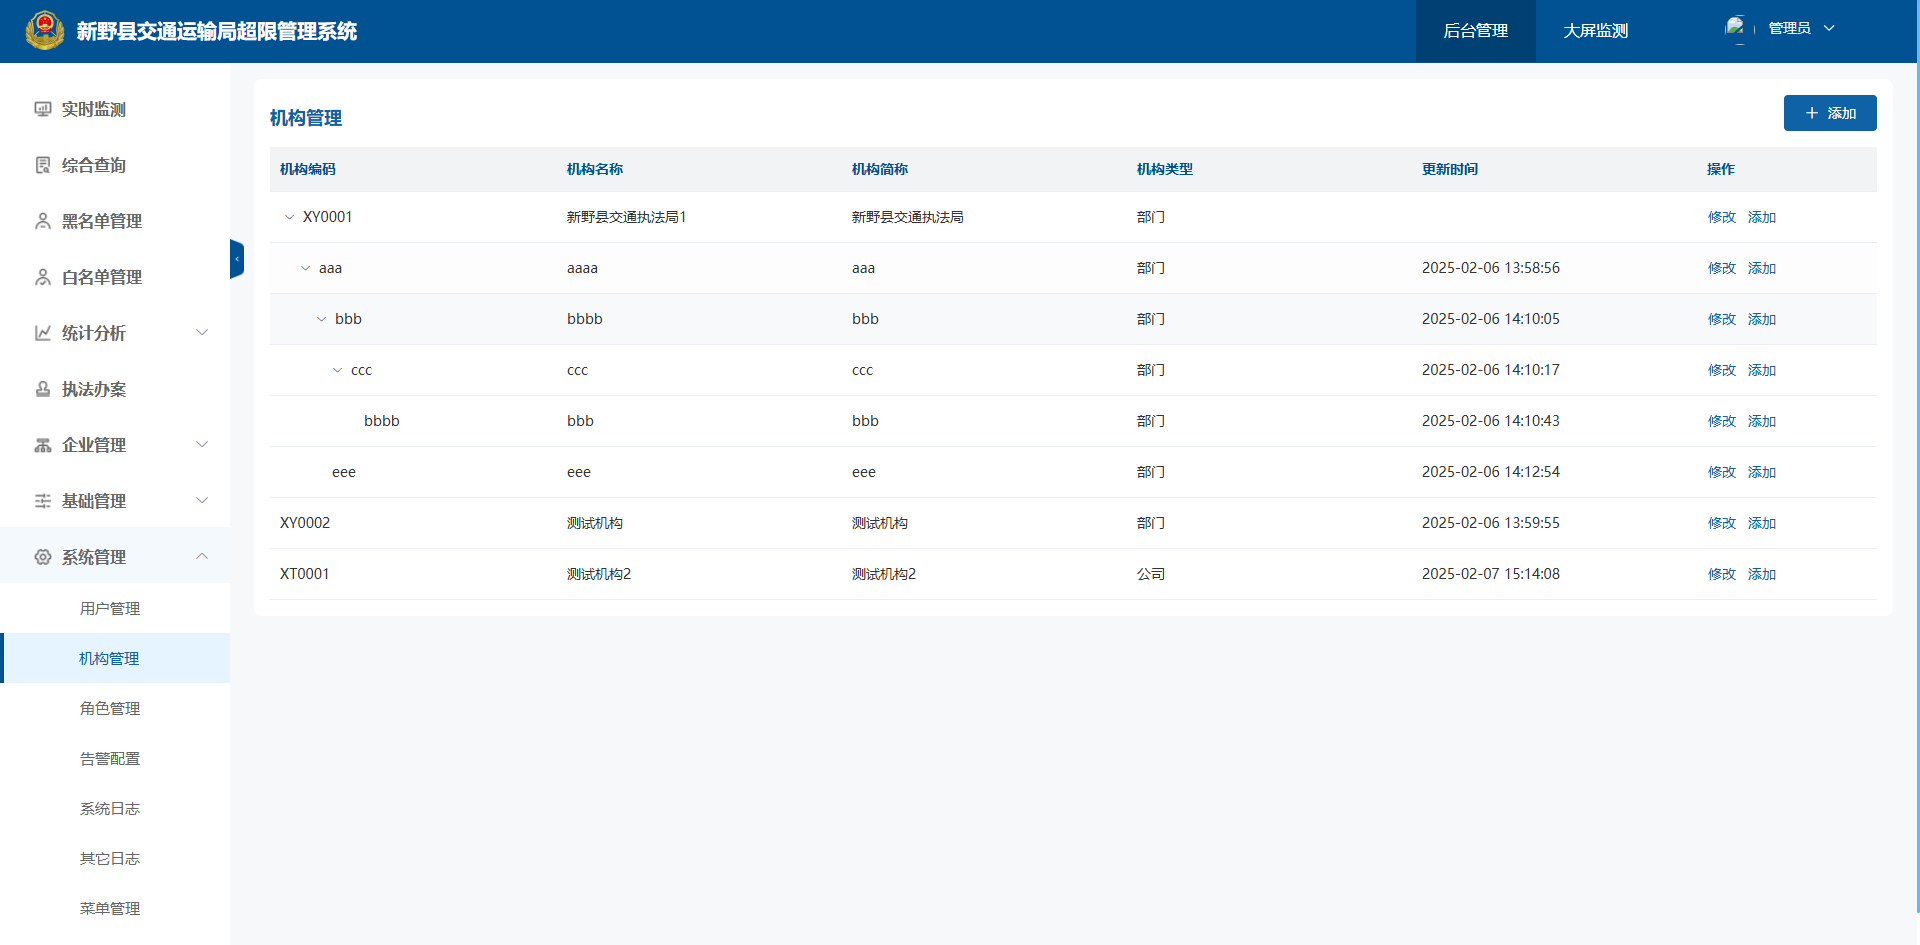 新野县交通运输局超限管理系统
后台管理
大屏监测
管理员
实时监测
综合查询
黑名单管理
白名单管理
统计分析
执法办案
企业管理
基础管理
系统管理
用户管理
机构管理
角色管理
告警配置
系统日志
其它日志
菜单管理
机构管理
添加
机构编码 机构名称 机构简称 机构类型 更新时间 操作
XY0001 新野县交通执法局1 新野县交通执法局 部门 修改 添加
aaa aaaa aaa 部门 2025-02-06 13:58:56 修改 添加
bbb bbbb bbb 部门 2025-02-06 14:10:05 修改 添加
ccc ccc ccc 部门 2025-02-06 14:10:17 修改 添加
bbbb bbb bbb 部门 2025-02-06 14:10:43 修改 添加
eee eee eee 部门 2025-02-06 14:12:54 修改 添加
XY0002 测试机构 测试机构 部门 2025-02-06 13:59:55 修改 添加
XT0001 测试机构2 测试机构2 公司 2025-02-07 15:14:08 修改 添加